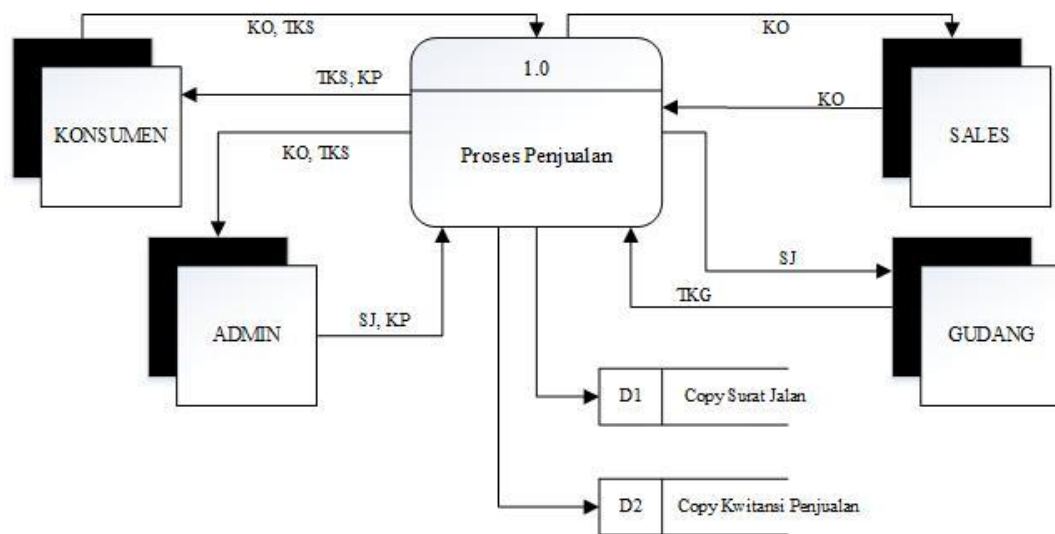 KO, TKS
KO
1.0
TKS, KP
KO
KONSUMEN
KO, TKS
Proses Penjualan
SALES
SJ
TKG
ADMIN
SJ, KP
GUDANG
D1 Copy Surat Jalan
D2 Copy Kwitansi Penjualan